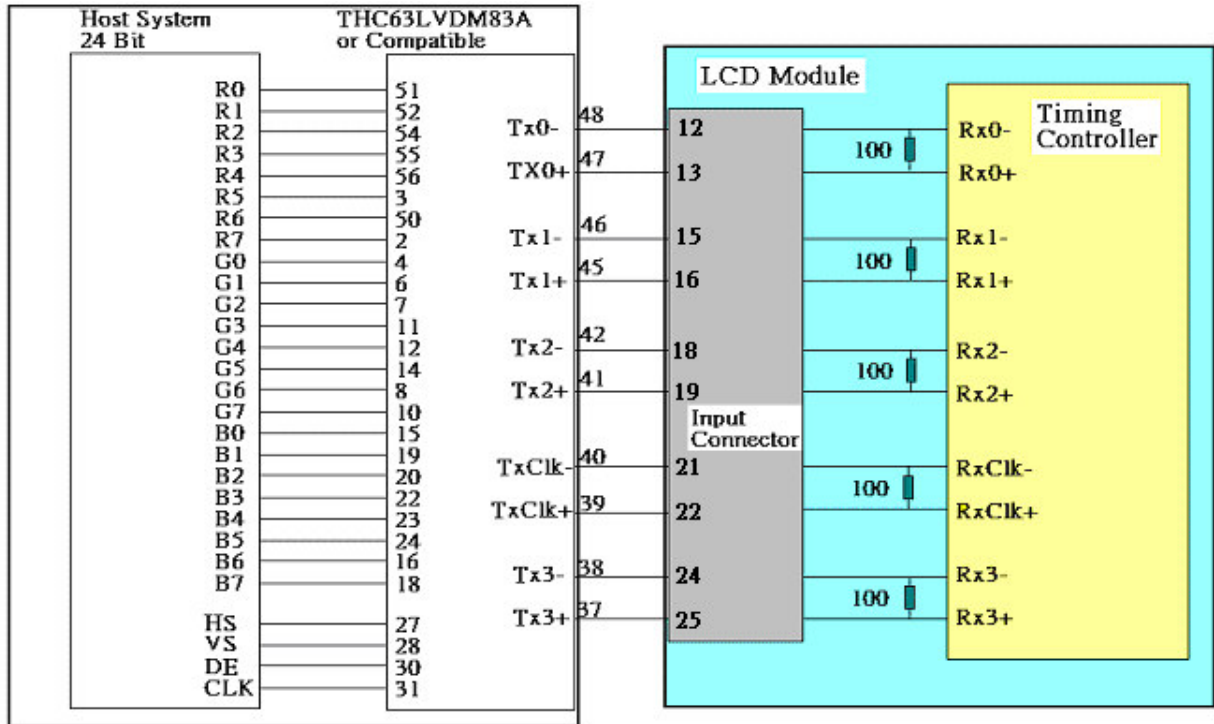 Host System
24 Bit
THC63LVDM83A
or Compatible
R0 51
R1 52
R2 54
R3 55
R4 56
R5 3
R6 50
R7 2
G0 4
G1 6
G2 7
G3 11
G4 12
G5 14
G6 8
G7 10
B0 15
B1 19
B2 20
B3 22
B4 23
B5 24
B6 16
B7 18
HS 27
VS 28
DE 30
CLK 31
Tx0- 48
TX0+ 47
Tx1- 46
Tx1+ 45
Tx2- 42
Tx2+ 41
TxClk- 40
TxClk+ 39
Tx3- 38
Tx3+ 37
LCD Module
12
13
15
16
18
19
Input
Connector
21
22
24
25
100
100
100
100
100
Timing
Controller
Rx0-
Rx0+
Rx1-
Rx1+
Rx2-
Rx2+
RxClk-
RxClk+
Rx3-
Rx3+